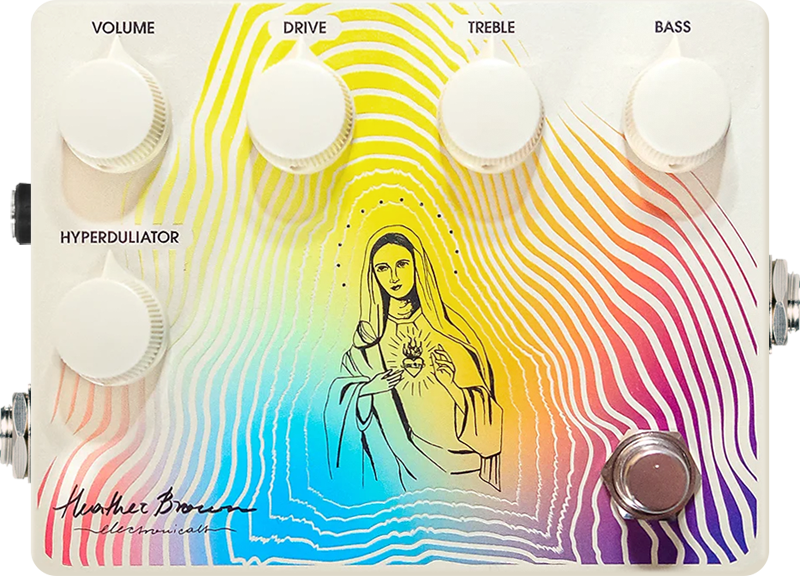 VOLUME DRIVE TREBLE BASS
HYPERDULIATOR
Heather Brown
electronicals